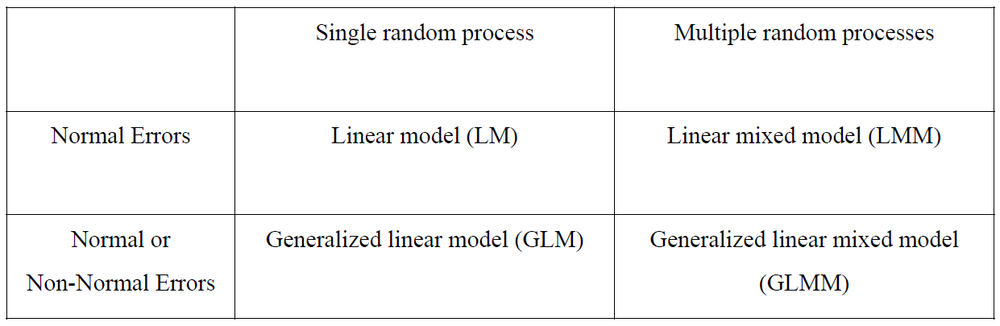 Single random process
Multiple random processes
Normal Errors
Linear model (LM)
Linear mixed model (LMM)
Normal or
Non-Normal Errors
Generalized linear model (GLM)
Generalized linear mixed model
(GLMM)